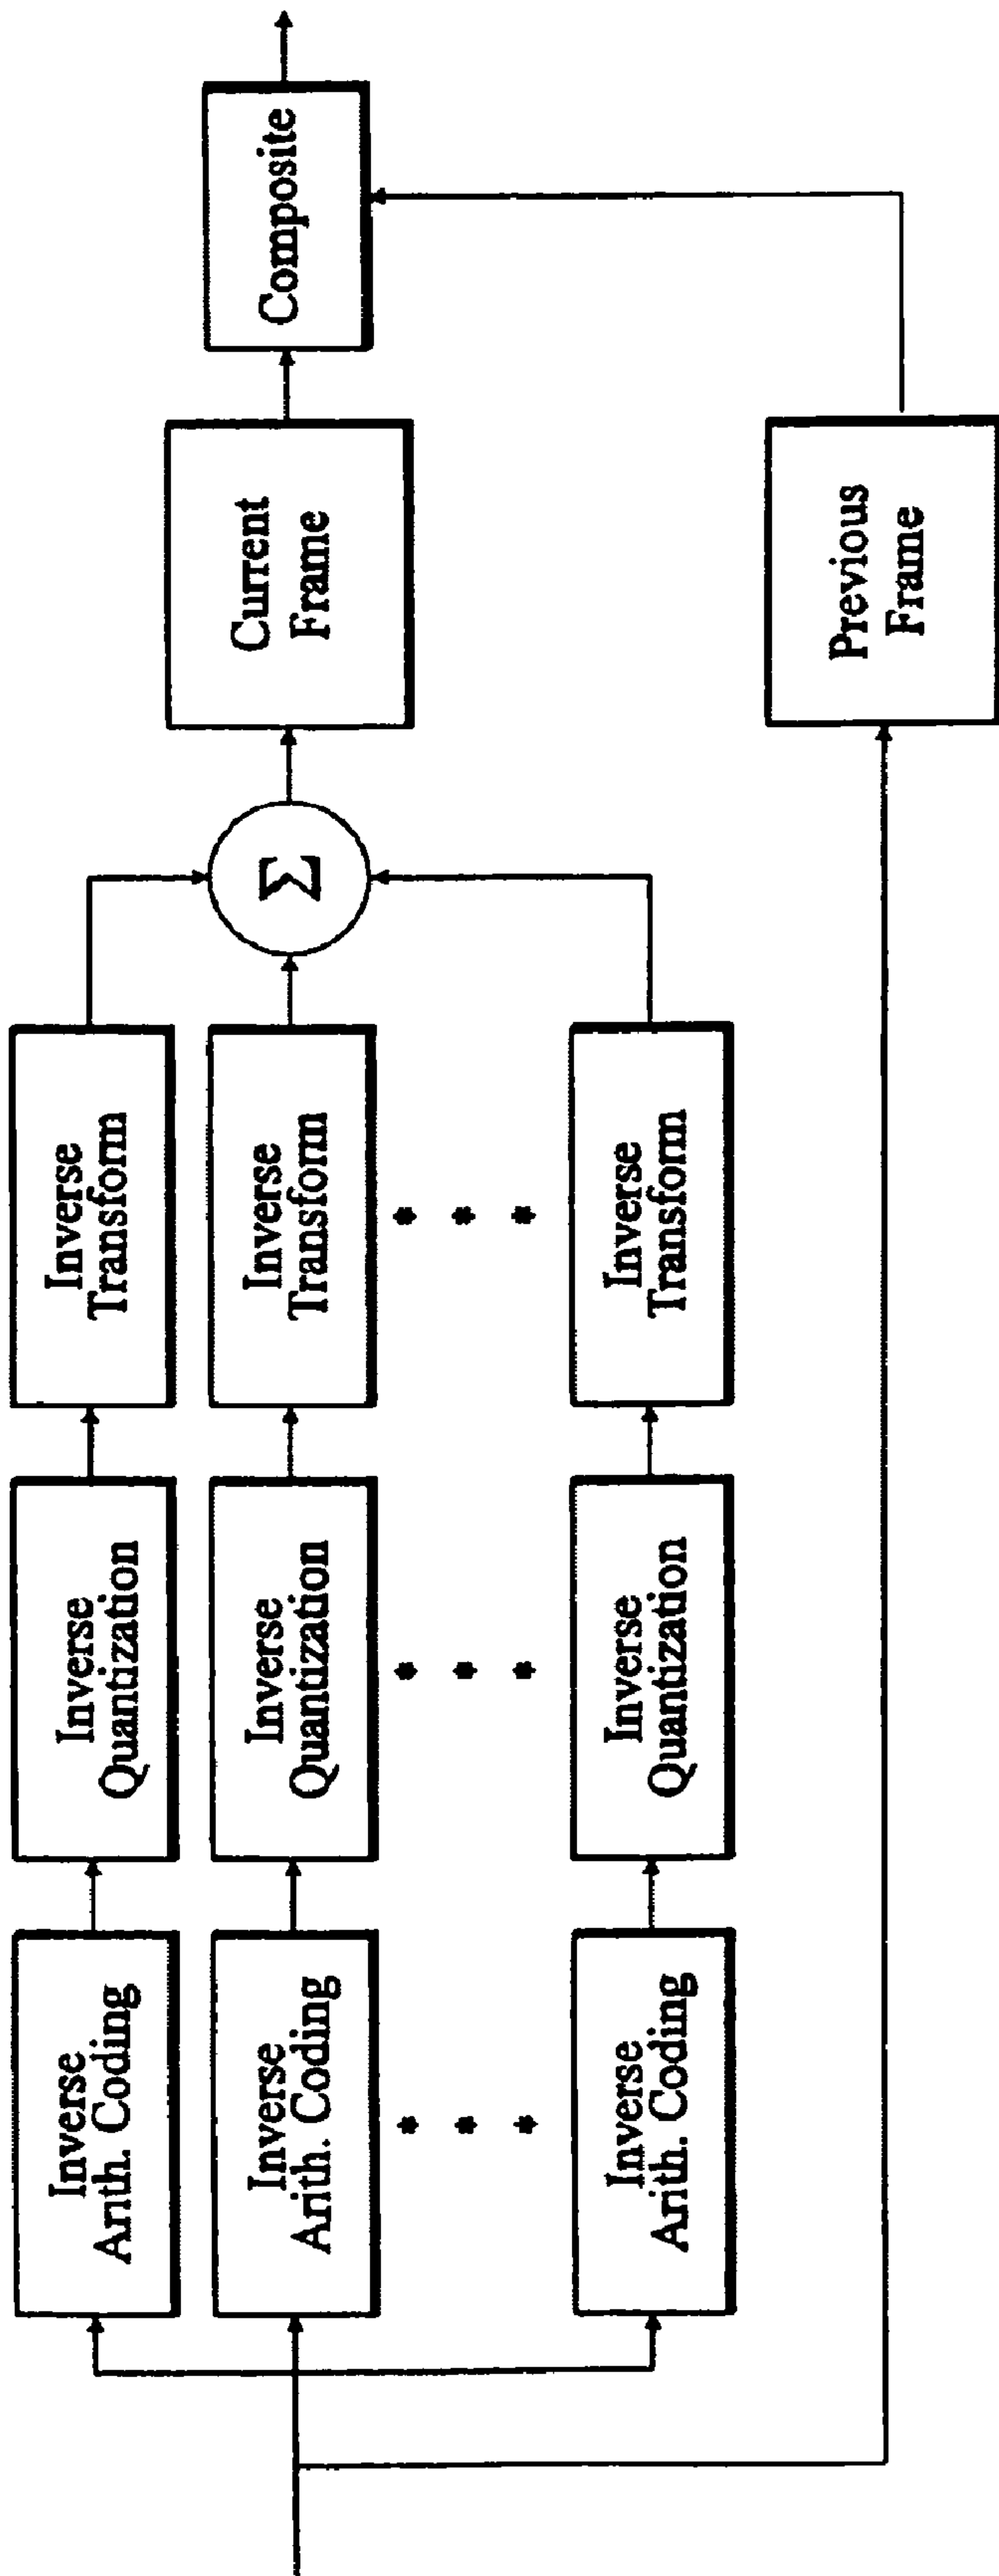 Inverse
Arith. Coding
Inverse
Quantization
Inverse
Transform
Inverse
Arith. Coding
Inverse
Quantization
Inverse
Transform
* * *
* * *
* * *
Inverse
Arith. Coding
Inverse
Quantization
Inverse
Transform
Σ
Current
Frame
Composite
Previous
Frame